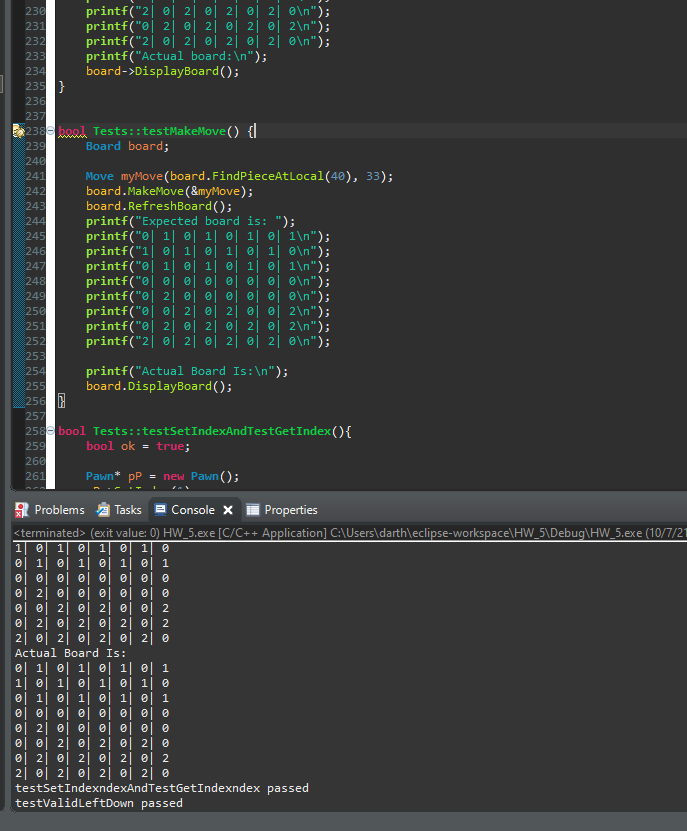 230 printf("2| 0| 2| 0| 2| 0| 2| 0\n");
231 printf("0| 2| 0| 2| 0| 2| 0| 2\n");
232 printf("2| 0| 2| 0| 2| 0| 2| 0\n");
233 printf("Actual board:\n");
234 board->DisplayBoard();
235 }
236
237
238 bool Tests::testMakeMove() {
239 Board board;
240
241 Move myMove(board.FindPieceAtLocal(40), 33);
242 board.MakeMove(&myMove);
243 board.RefreshBoard();
244 printf("Expected board is: ");
245 printf("0| 1| 0| 1| 0| 1| 0| 1\n");
246 printf("1| 0| 1| 0| 1| 0| 1| 0\n");
247 printf("0| 1| 0| 1| 0| 1| 0| 1\n");
248 printf("0| 0| 0| 0| 0| 0| 0| 0\n");
249 printf("0| 2| 0| 0| 0| 0| 0| 0\n");
250 printf("0| 0| 2| 0| 2| 0| 0| 2\n");
251 printf("0| 2| 0| 2| 0| 2| 0| 2\n");
252 printf("2| 0| 2| 0| 2| 0| 2| 0\n");
253
254 printf("Actual Board Is:\n");
255 board.DisplayBoard();
256 }
257
258 bool Tests::testSetIndexAndTestGetIndex(){
259 bool ok = true;
260
261 Pawn* pP = new Pawn();
Problems Tasks Console Properties
<terminated> (exit value: 0) HW_5.exe [C/C++ Application] C:\Users\darth\eclipse-workspace\HW_5\Debug\HW_5.exe (10/7/21
1| 0| 1| 0| 1| 0| 1| 0
0| 1| 0| 1| 0| 1| 0| 1
0| 0| 0| 0| 0| 0| 0| 0
0| 2| 0| 0| 0| 0| 0| 0
0| 0| 2| 0| 2| 0| 0| 2
0| 2| 0| 2| 0| 2| 0| 2
2| 0| 2| 0| 2| 0| 2| 0
Actual Board Is:
0| 1| 0| 1| 0| 1| 0| 1
1| 0| 1| 0| 1| 0| 1| 0
0| 1| 0| 1| 0| 1| 0| 1
0| 0| 0| 0| 0| 0| 0| 0
0| 2| 0| 0| 0| 0| 0| 0
0| 0| 2| 0| 2| 0| 2| 0
0| 2| 0| 2| 0| 2| 0| 2
2| 0| 2| 0| 2| 0| 2| 0
testSetIndexndexAndTestGetIndexndex passed
testValidLeftDown passed